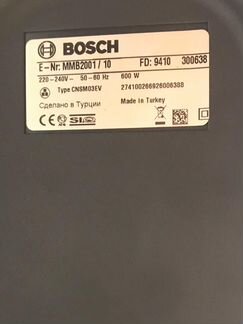 BOSCH
E-Nr: MMB2001 / 10 FD: 9410 300638
220-240V~ 50-60 Hz 600 W
Type CNSM03EV 274100266926006388
Сделано в Турции Made in Turkey